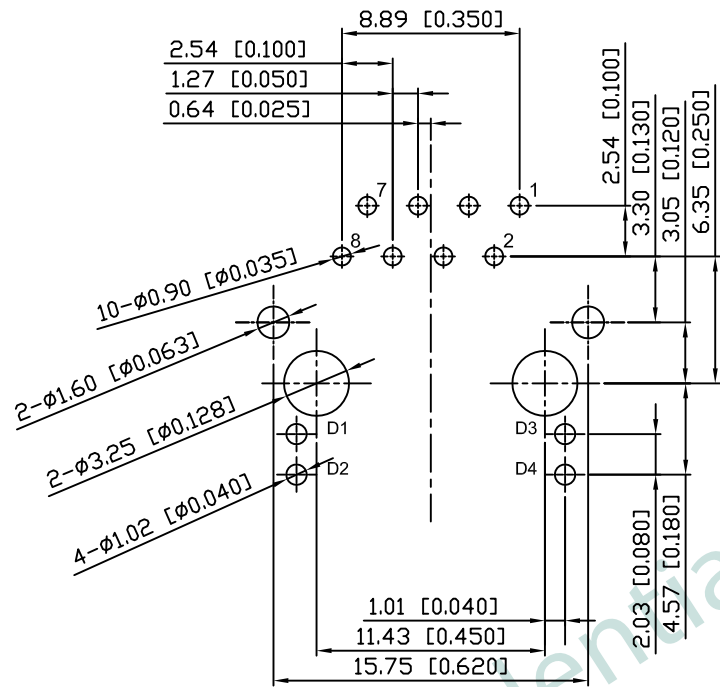 8.89 [0.350]
2.54 [0.100]
1.27 [0.050]
0.64 [0.025]
2.54 [0.100]
3.30 [0.130]
3.05 [0.120]
6.35 [0.250]
7
1
8
2
10-ø0.90 [ø0.035]
2-ø1.60 [ø0.063]
2-ø3.25 [ø0.128]
4-ø1.02 [ø0.040]
D1
D3
D2
D4
2.03 [0.080]
4.57 [0.180]
1.01 [0.040]
11.43 [0.450]
15.75 [0.620]